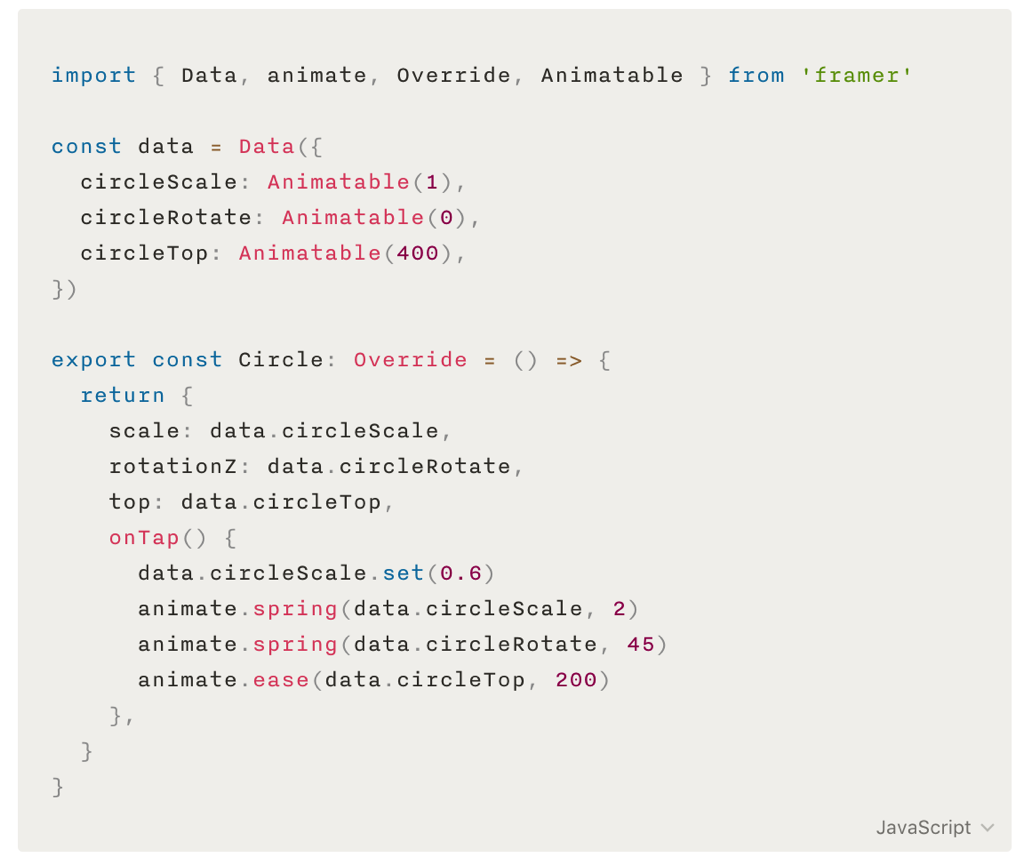 import { Data, animate, Override, Animatable } from 'framer'
const data = Data({
  circleScale: Animatable(1),
  circleRotate: Animatable(0),
  circleTop: Animatable(400),
})
export const Circle: Override = () => {
  return {
    scale: data.circleScale,
    rotationZ: data.circleRotate,
    top: data.circleTop,
    onTap() {
      data.circleScale.set(0.6)
      animate.spring(data.circleScale, 2)
      animate.spring(data.circleRotate, 45)
      animate.ease(data.circleTop, 200)
    },
  }
}
JavaScript